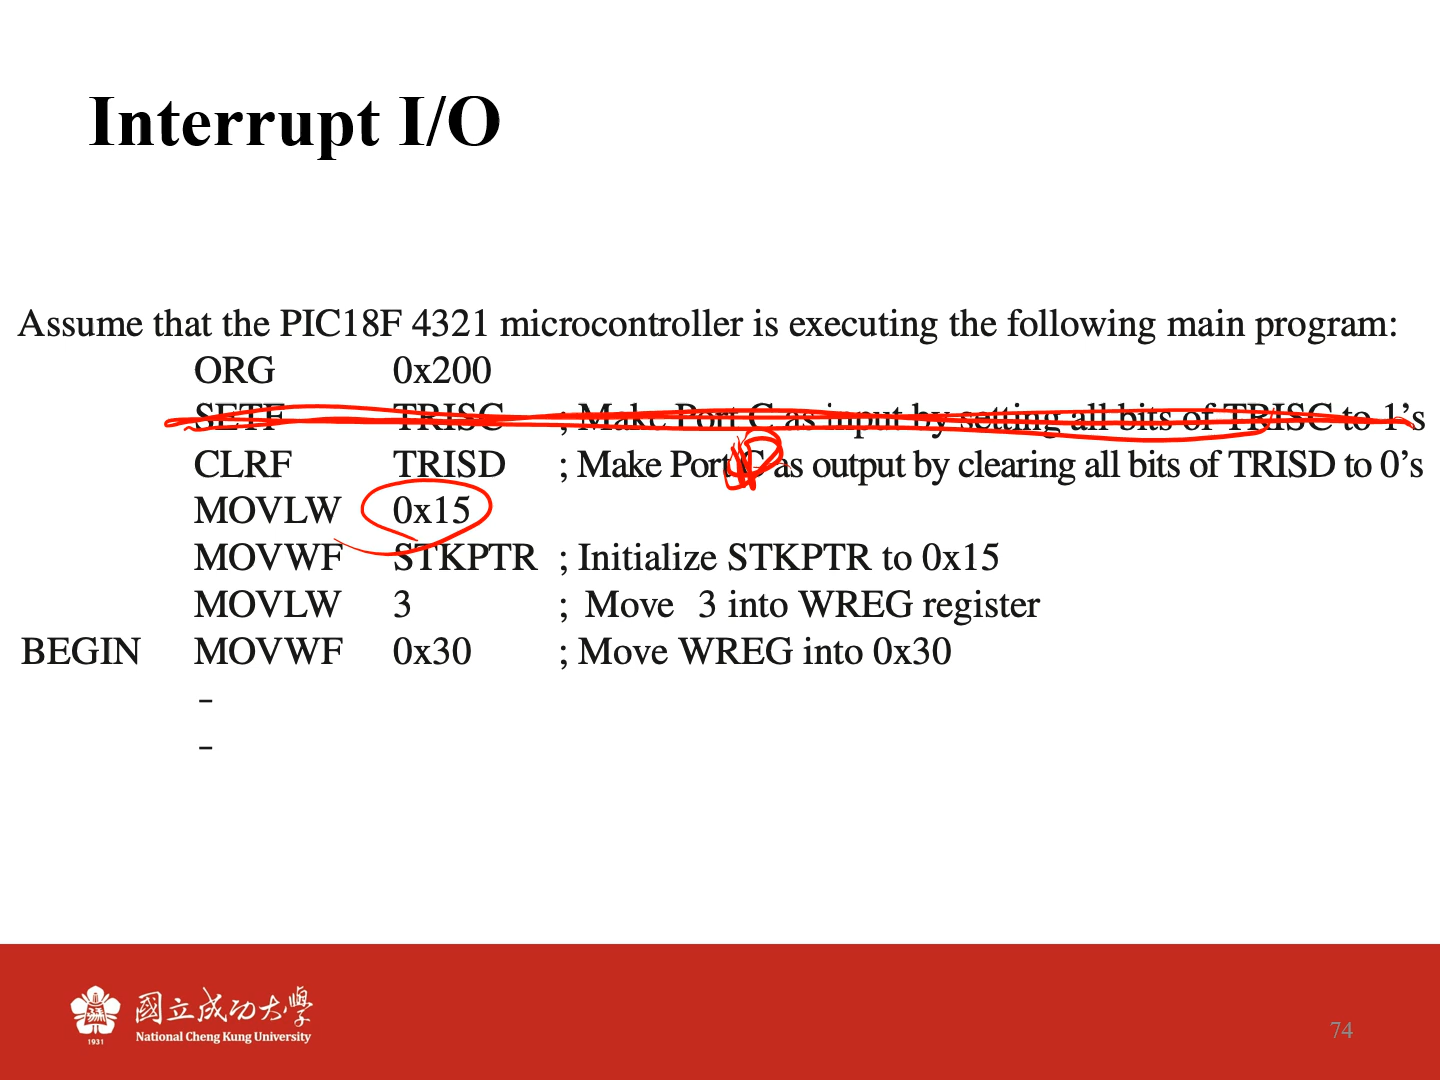 Interrupt I/O
Assume that the PIC18F 4321 microcontroller is executing the following main program:
ORG 0x200
SETF TRISC ; Make Port C as input by setting all bits of TRISC to 1’s
CLRF TRISD ; Make Port D as output by clearing all bits of TRISD to 0’s
MOVLW 0x15
MOVWF STKPTR ; Initialize STKPTR to 0x15
MOVLW 3 ; Move 3 into WREG register
BEGIN MOVWF 0x30 ; Move WREG into 0x30
-
-
國立成功大學
National Cheng Kung University
1931
74